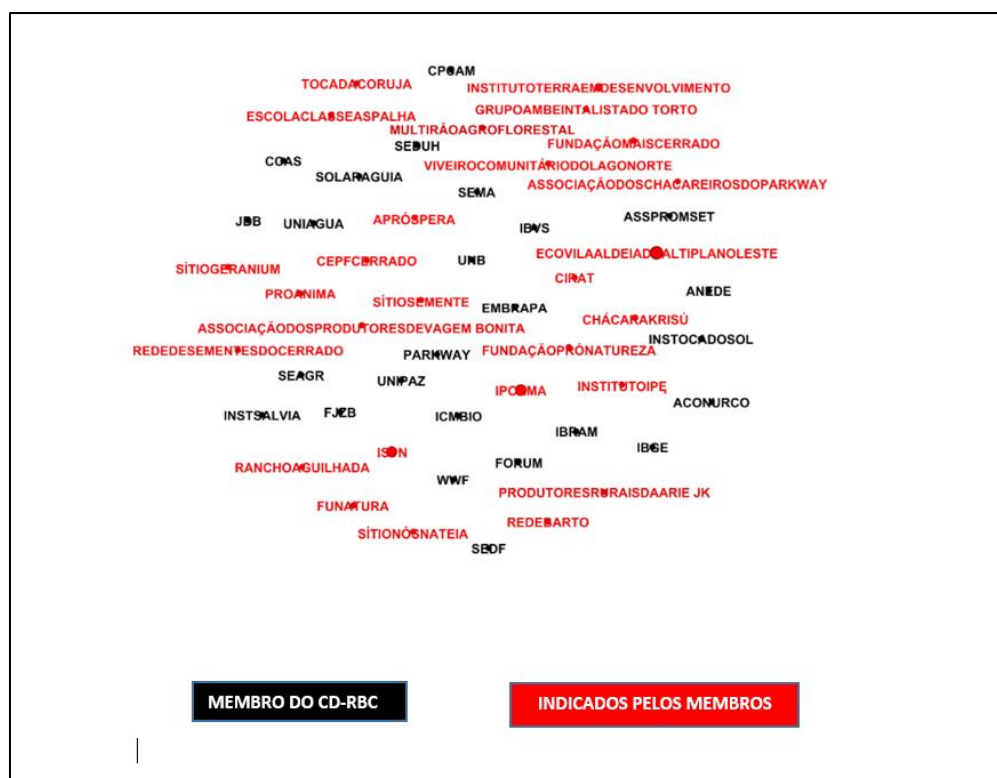 CPCAM
TOCADACORUJA
INSTITUTOTERRAEMDESENVOLVIMENTO
GRUPOAMBEINTALISTADO TORTO
ESCOLACLASSEASPALHA
MULTIRÃOAGROFLORESTAL
FUNDAÇÃOMAISCERRADO
SEDUH
COAS
VIVEIROCOMUNITÁRIODOLAGONORTE
SOLARAGUIA
ASSOCIAÇÃODOSCHACAREIROSDOPARKWAY
SEMA
ASSPROMSET
APRÓSPERA
JBB
UNIAGUA
IBVS
ECOVILAALDEIADOALTIPLANOLESTE
CEPFCERRADO
UNB
SÍTIOGERANIUM
CIRAT
ANEDE
PROANIMA
SÍTIOSEMENTE
EMBRAPA
CHÁCARAKRISÚ
ASSOCIAÇÃODOSPRODUTORESDEVAGEM BONITA
INSTOCADOSOL
REDEDESEMENTESDOCERRADO
PARKWAY
FUNDAÇÃOPRÓNATUREZA
SEAGR
UNIPAZ
IPOEMA
INSTITUTOIPÊ
ACONURCO
INSTSALVIA
FJZB
ICMBIO
IBRAM
IBGE
ISPN
RANCHOAGUILHADA
FORUM
WWF
PRODUTORESRURAISDAARIE JK
FUNATURA
REDEBARTO
SÍTIONÓSNATEIA
SEDF
MEMBRO DO CD-RBC
INDICADOS PELOS MEMBROS